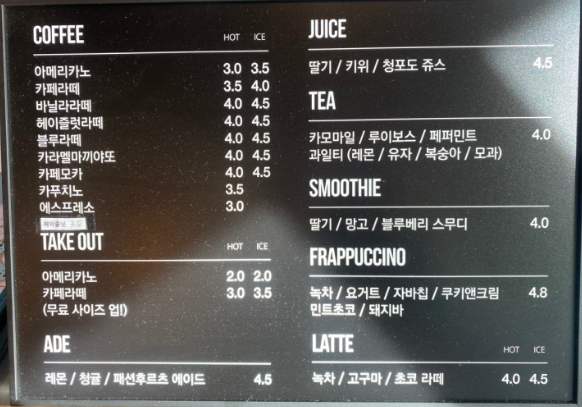 COFFEE HOT ICE
아메리카노 3.0 3.5
카페라떼 3.5 4.0
바닐라라떼 4.0 4.5
헤이즐럿라떼 4.0 4.5
블루라떼 4.0 4.5
카라멜마끼야또 4.0 4.5
카페모카 4.0 4.5
카푸치노 3.5
에스프레소 3.0
TAKE OUT HOT ICE
아메리카노 2.0 2.0
카페라떼 3.0 3.5
(무료 사이즈 업!)
ADE
레몬 / 청귤 / 패션후르츠 에이드 4.5
JUICE
딸기 / 키위 / 청포도 쥬스 4.5
TEA
카모마일 / 루이보스 / 페퍼민트 4.0
과일티 (레몬 / 유자 / 복숭아 / 모과)
SMOOTHIE
딸기 / 망고 / 블루베리 스무디 4.0
FRAPPUCCINO
녹차 / 요거트 / 자바칩 / 쿠키앤크림 4.8
민트초코 / 돼지바
LATTE HOT ICE
녹차 / 고구마 / 초코 라떼 4.0 4.5